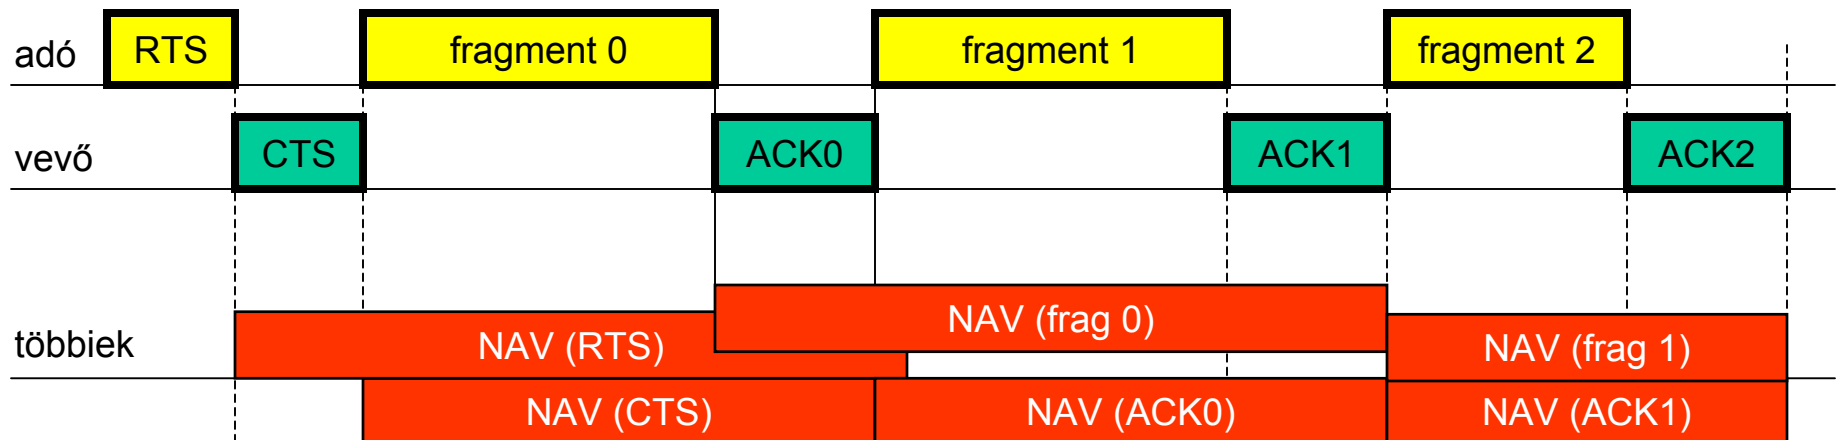 adó RTS fragment 0 fragment 1 fragment 2
vevő CTS ACK0 ACK1 ACK2
többiek NAV (RTS) NAV (frag 0) NAV (frag 1)
NAV (CTS) NAV (ACK0) NAV (ACK1)